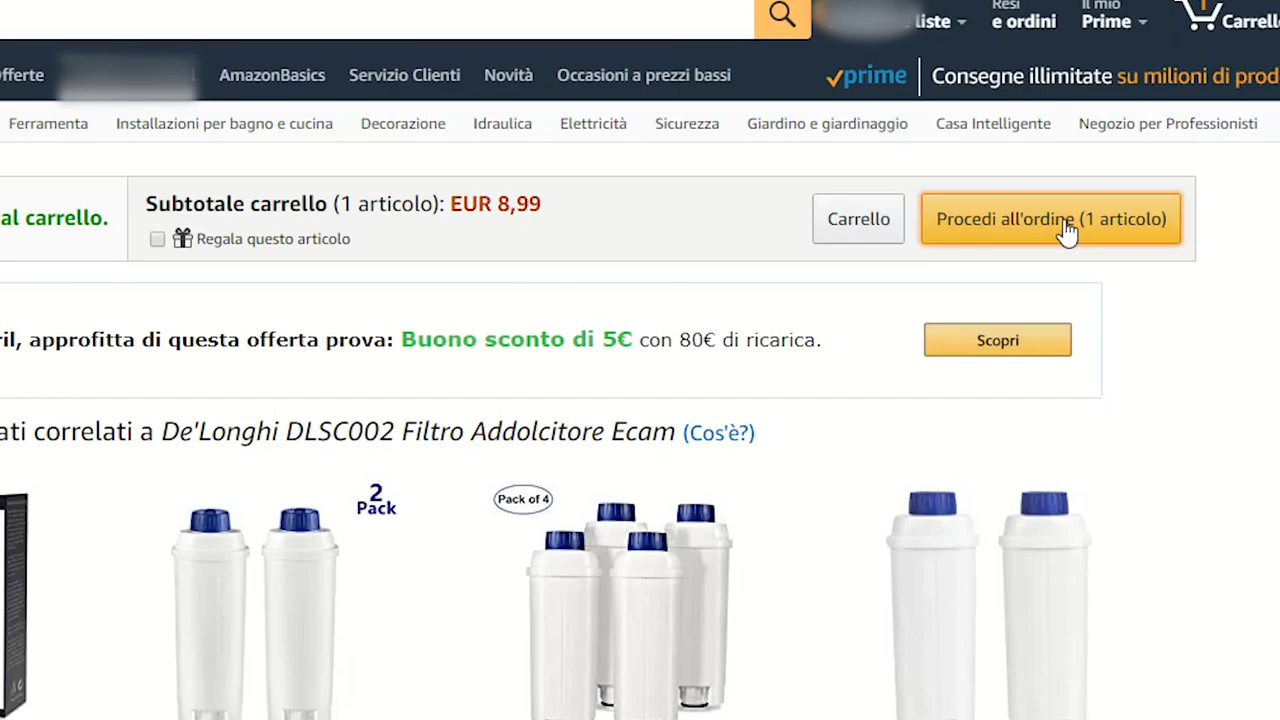 Resi
Il mio
liste
e ordini
Prime
1
Carrello
Offerte
AmazonBasics
Servizio Clienti
Novità
Occasioni a prezzi bassi
prime
Consegne illimitate su milioni di prod
Ferramenta
Installazioni per bagno e cucina
Decorazione
Idraulica
Elettricità
Sicurezza
Giardino e giardinaggio
Casa Intelligente
Negozio per Professionisti
al carrello.
Subtotale carrello (1 articolo): EUR 8,99
Regala questo articolo
Carrello
Procedi all'ordine (1 articolo)
ril, approfitta di questa offerta prova: Buono sconto di 5€ con 80€ di ricarica.
Scopri
ati correlati a De'Longhi DLSC002 Filtro Addolcitore Ecam (Cos'è?)
2
Pack
Pack of 4